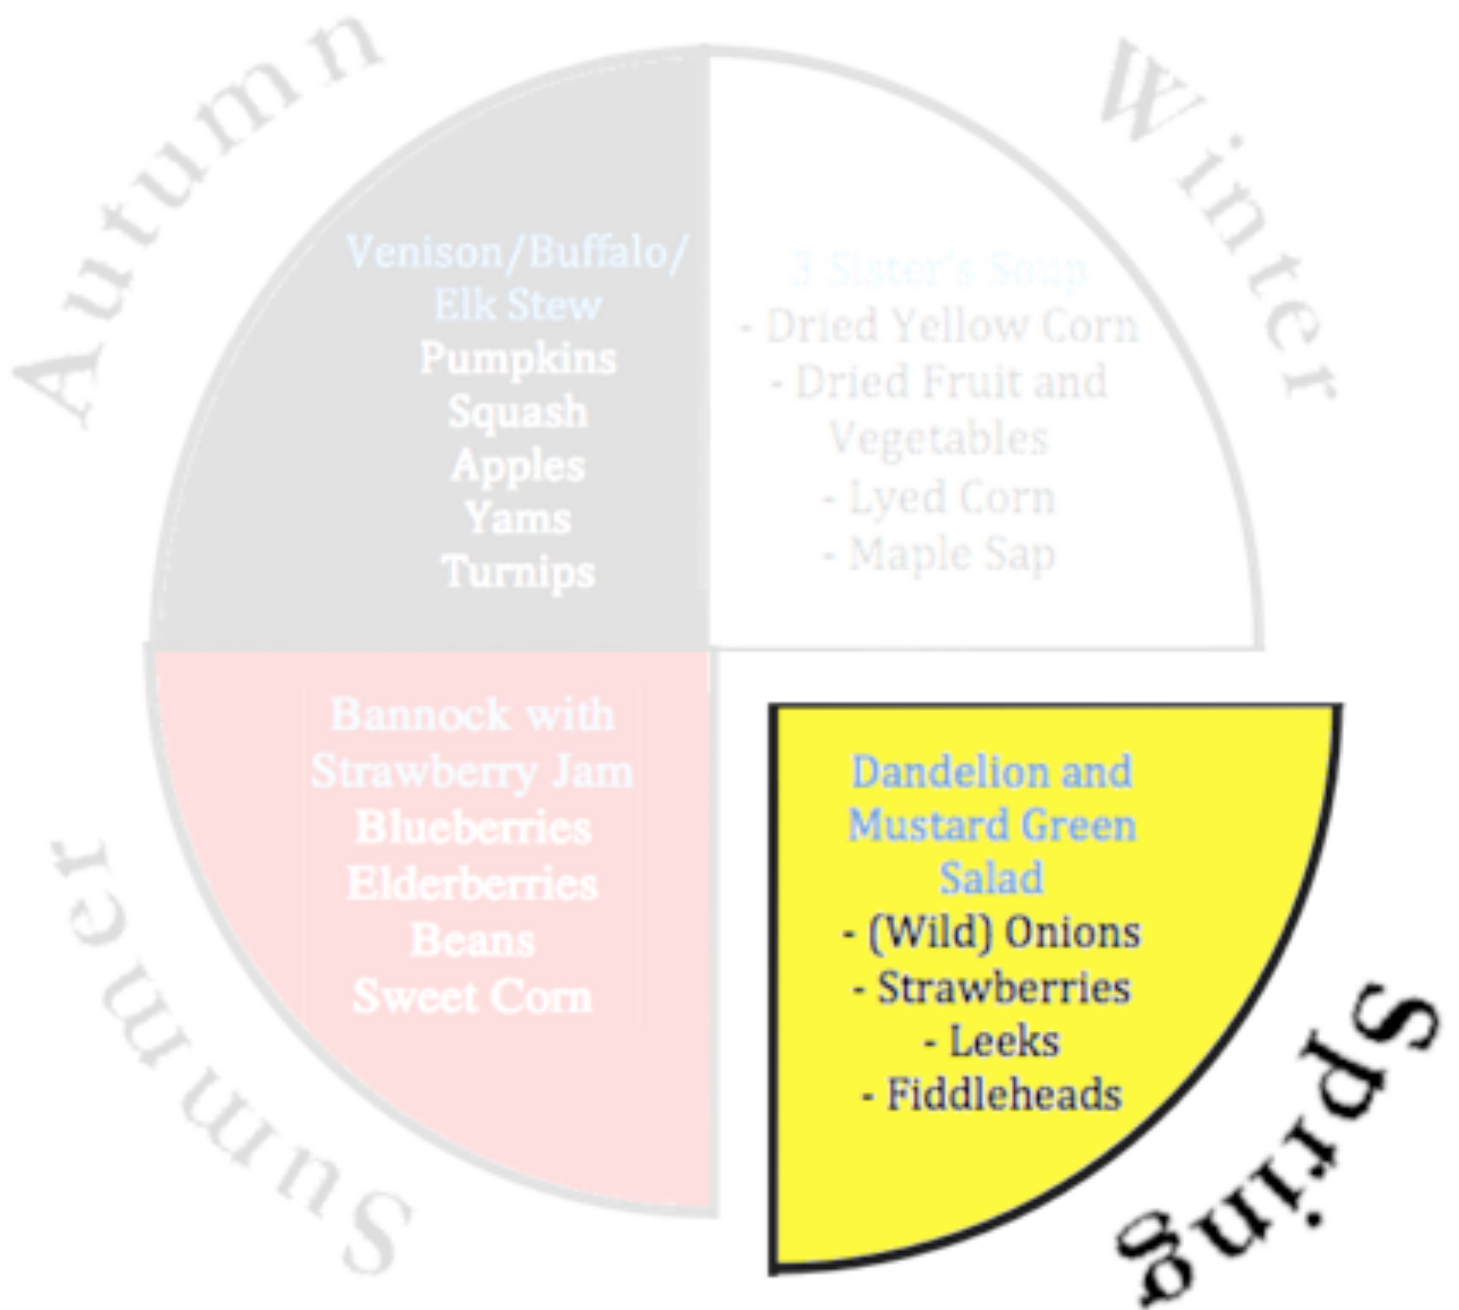 Autumn
Winter
Venison/Buffalo/
Elk Stew
Pumpkins
Squash
Apples
Yams
Turnips
3 Sister's Soup
- Dried Yellow Corn
- Dried Fruit and
Vegetables
- Lyed Corn
- Maple Sap
Bannock with
Strawberry Jam
Blueberries
Elderberries
Beans
Sweet Corn
Summer
Dandelion and
Mustard Green
Salad
- (Wild) Onions
- Strawberries
- Leeks
- Fiddleheads
Spring